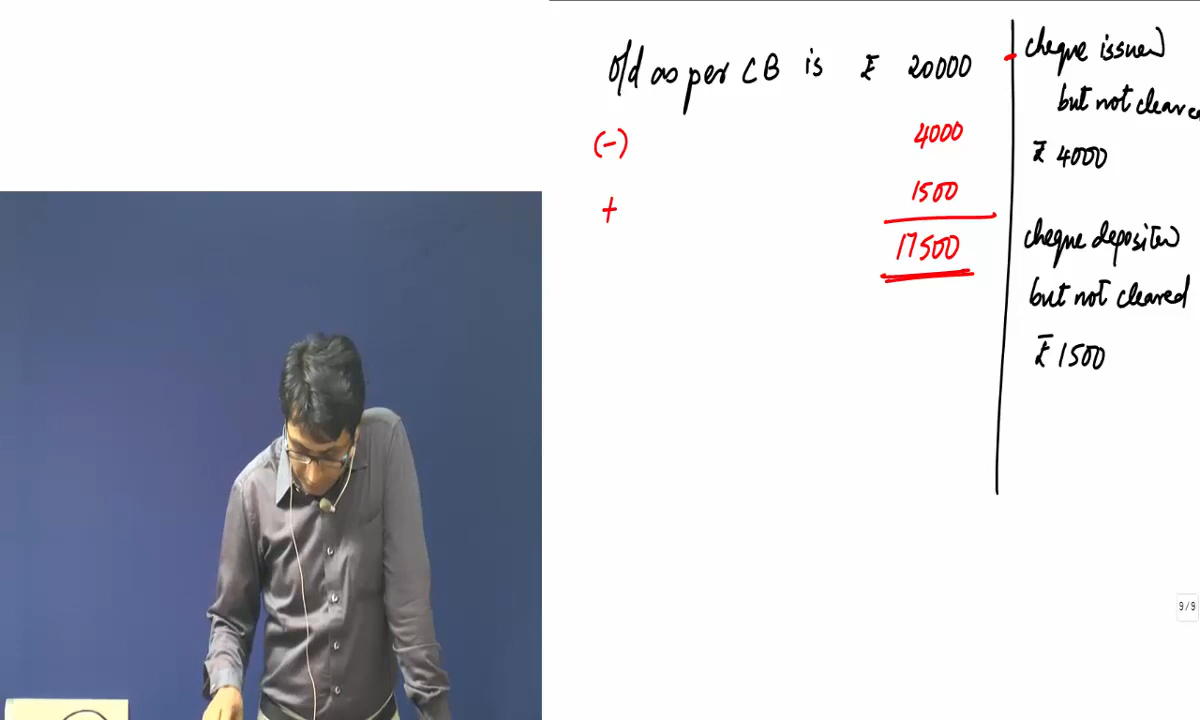 o/d as per CB is ₹ 20000
(-) 4000
+ 1500
17500
- cheque issued
but not cleared
₹ 4000
cheque deposited
but not cleared
₹ 1500
9/9